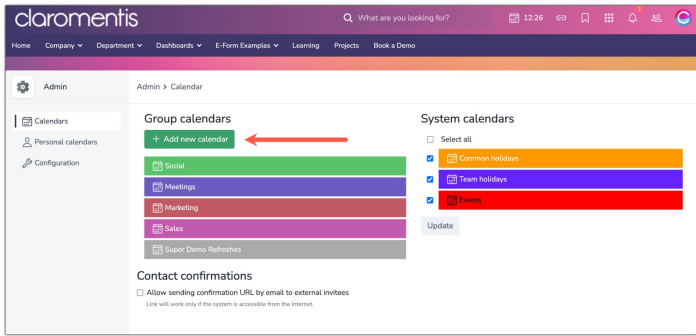 claromentis
What are you looking for?
12:26
1
Home Company Department Dashboards E-Form Examples Learning Projects Book a Demo
Admin
Admin > Calendar
Calendars
Personal calendars
Configuration
Group calendars
+ Add new calendar
Social
Meetings
Marketing
Sales
Super Demo Refreshes
System calendars
Select all
Common holidays
Team holidays
Events
Update
Contact confirmations
Allow sending confirmation URL by email to external invitees
Link will work only if the system is accessible from the Internet.